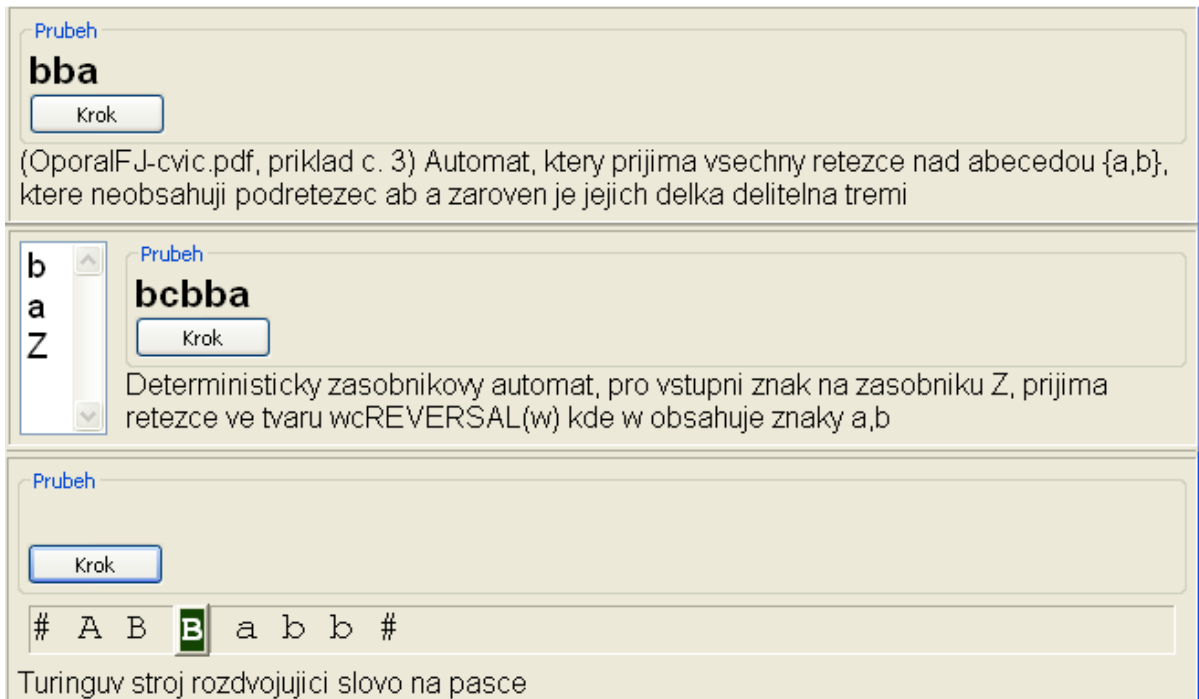 Prubeh
bba
Krok
(OporaIFJ-cvic.pdf, priklad c. 3) Automat, ktery prijima vsechny retezce nad abecedou {a,b},
ktere neobsahuji podretezec ab a zaroven je jejich delka delitelna tremi
b
a
Z
Prubeh
bcbba
Krok
Deterministicky zasobnikovy automat, pro vstupni znak na zasobniku Z, prijima
retezce ve tvaru wcREVERSAL(w) kde w obsahuje znaky a,b
Prubeh
Krok
# A B B a b b #
Turinguv stroj rozdvojujici slovo na pasce